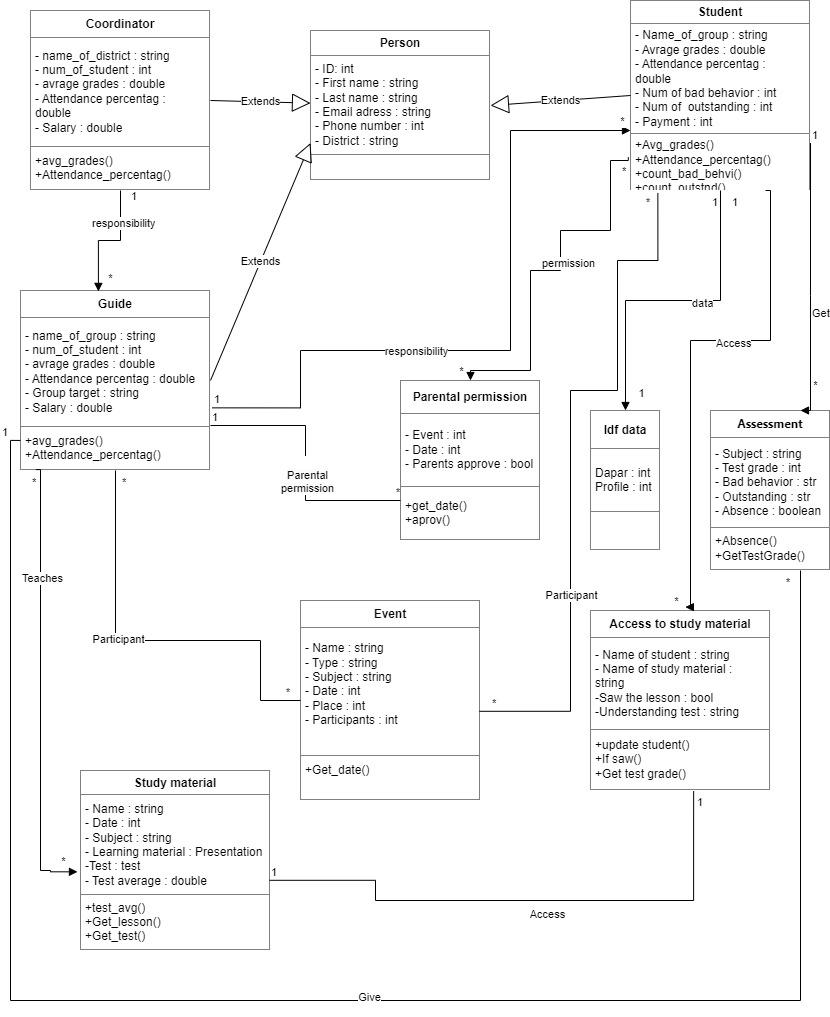 Coordinator
- name_of_district : string
- num_of_student : int
- avrage grades : double
- Attendance percentag :
double
- Salary : double
+avg_grades()
+Attendance_percentag()
Person
- ID: int
- First name : string
- Last name : string
- Email adress : string
- Phone number : int
- District : string
Student
- Name_of_group : string
- Avrage grades : double
- Attendance percentag :
double
- Num of bad behavior : int
- Num of  outstanding : int
- Payment : int
+Avg_grades()
+Attendance_percentag()
+count_bad_behvi()
+count_outstnd()
Extends
Extends
Extends
1
responsibility
*
*
*
*
1
1
1
permission
data
Access
Get
Guide
- name_of_group : string
- num_of_student : int
- avrage grades : double
- Attendance percentag : double
- Group target : string
- Salary : double
+avg_grades()
+Attendance_percentag()
1
responsibility
1
1
*
*
Parental
permission
*
*
Parental permission
- Event : int
- Date : int
- Parents approve : bool
+get_date()
+aprov()
1
Idf data
Dapar : int
Profile : int
*
Assessment
- Subject : string
- Test grade : int
- Bad behavior : str
- Outstanding : str
- Absence : boolean
+Absence()
+GetTestGrade()
*
Teaches
Participant
*
Event
- Name : string
- Type : string
- Subject : string
- Date : int
- Place : int
- Participants : int
+Get_date()
*
Participant
*
Access to study material
- Name of student : string
- Name of study material :
string
-Saw the lesson : bool
-Understanding test : string
+update student()
+If saw()
+Get test grade()
1
*
Study material
- Name : string
- Date : int
- Subject : string
- Learning material : Presentation
-Test : test
- Test average : double
+test_avg()
+Get_lesson()
+Get_test()
1
Access
Give